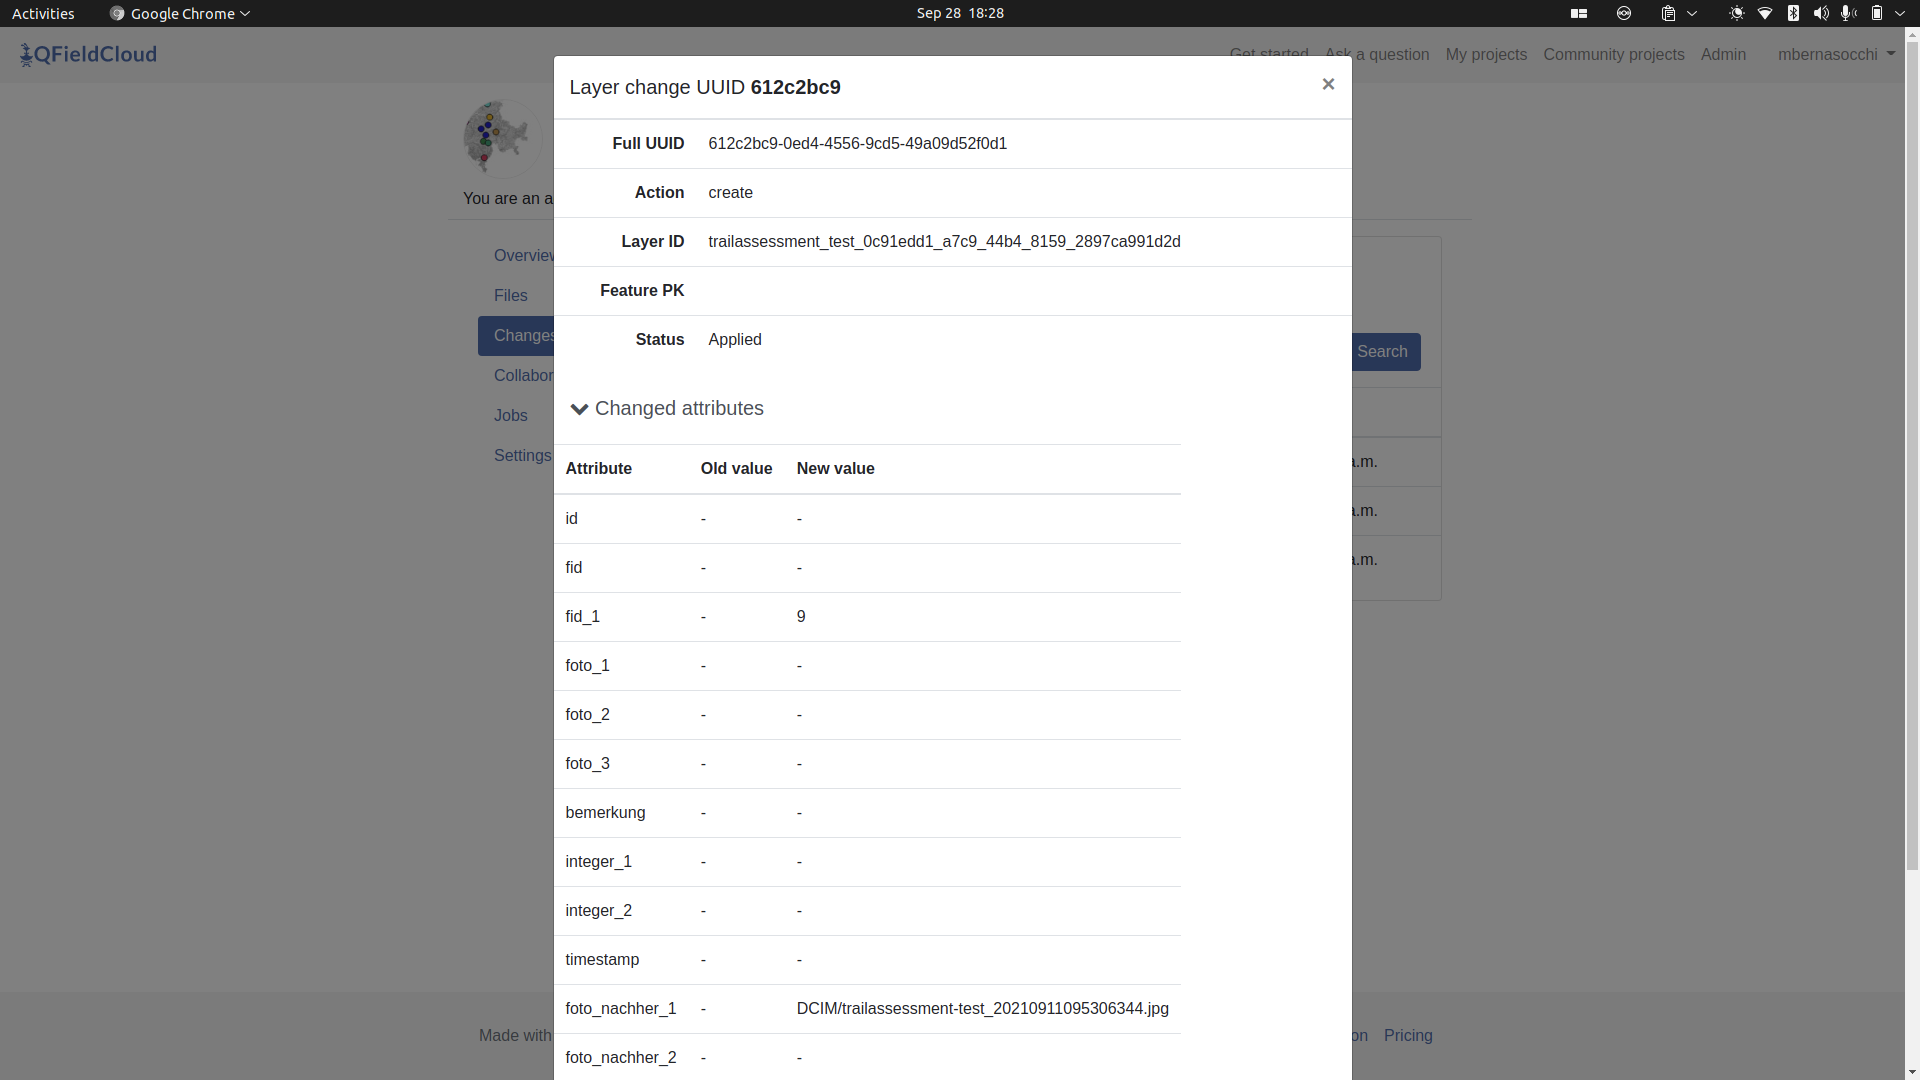 Activities Google Chrome Sep 28 18:28
QFieldCloud Get started Ask a question My projects Community projects Admin mbernasocchi
Layer change UUID 612c2bc9 ×
Full UUID 612c2bc9-0ed4-4556-9cd5-49a09d52f0d1
Action create
You are an a
Layer ID trailassessment_test_0c91edd1_a7c9_44b4_8159_2897ca991d2d
Overview
Feature PK
Files
Status Applied
Changes
Search
Collabor
Changed attributes
Jobs
Settings
Attribute Old value New value
a.m.
a.m.
a.m.
id - -
fid - -
fid_1 - 9
foto_1 - -
foto_2 - -
foto_3 - -
bemerkung - -
integer_1 - -
integer_2 - -
timestamp - -
foto_nachher_1 - DCIM/trailassessment-test_20210911095306344.jpg
Made with on Pricing
foto_nachher_2 - -